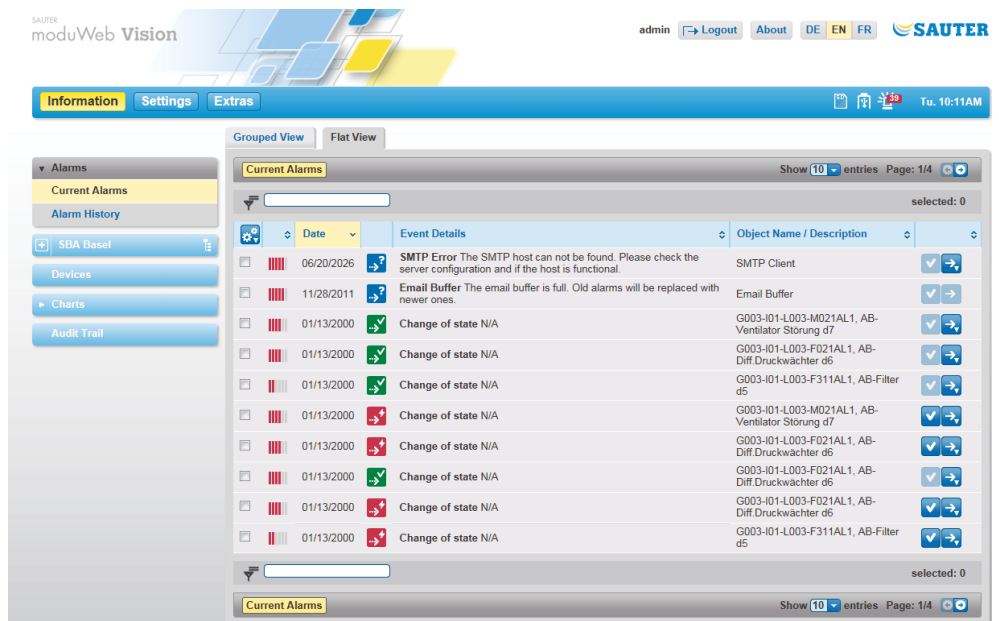 SAUTER
moduWeb Vision
admin Logout About DE EN FR SAUTER
Information Settings Extras 39 Tu. 10:11AM
Grouped View Flat View
Alarms
Current Alarms
Alarm History
SBA Basel
Devices
Charts
Audit Trail
Current Alarms Show 10 entries Page: 1/4
selected: 0
Date Event Details Object Name / Description
06/20/2026 SMTP Error The SMTP host can not be found. Please check the
server configuration and if the host is functional. SMTP Client
11/28/2011 Email Buffer The email buffer is full. Old alarms will be replaced with
newer ones. Email Buffer
01/13/2000 Change of state N/A G003-I01-L003-M021AL1, AB-
Ventilator Störung d7
01/13/2000 Change of state N/A G003-I01-L003-F021AL1, AB-
Diff.Druckwächter d6
01/13/2000 Change of state N/A G003-I01-L003-F311AL1, AB-Filter
d5
01/13/2000 Change of state N/A G003-I01-L003-M021AL1, AB-
Ventilator Störung d7
01/13/2000 Change of state N/A G003-I01-L003-F021AL1, AB-
Diff.Druckwächter d6
01/13/2000 Change of state N/A G003-I01-L003-F021AL1, AB-
Diff.Druckwächter d6
01/13/2000 Change of state N/A G003-I01-L003-F021AL1, AB-
Diff.Druckwächter d6
01/13/2000 Change of state N/A G003-I01-L003-F311AL1, AB-Filter
d5
selected: 0
Current Alarms Show 10 entries Page: 1/4